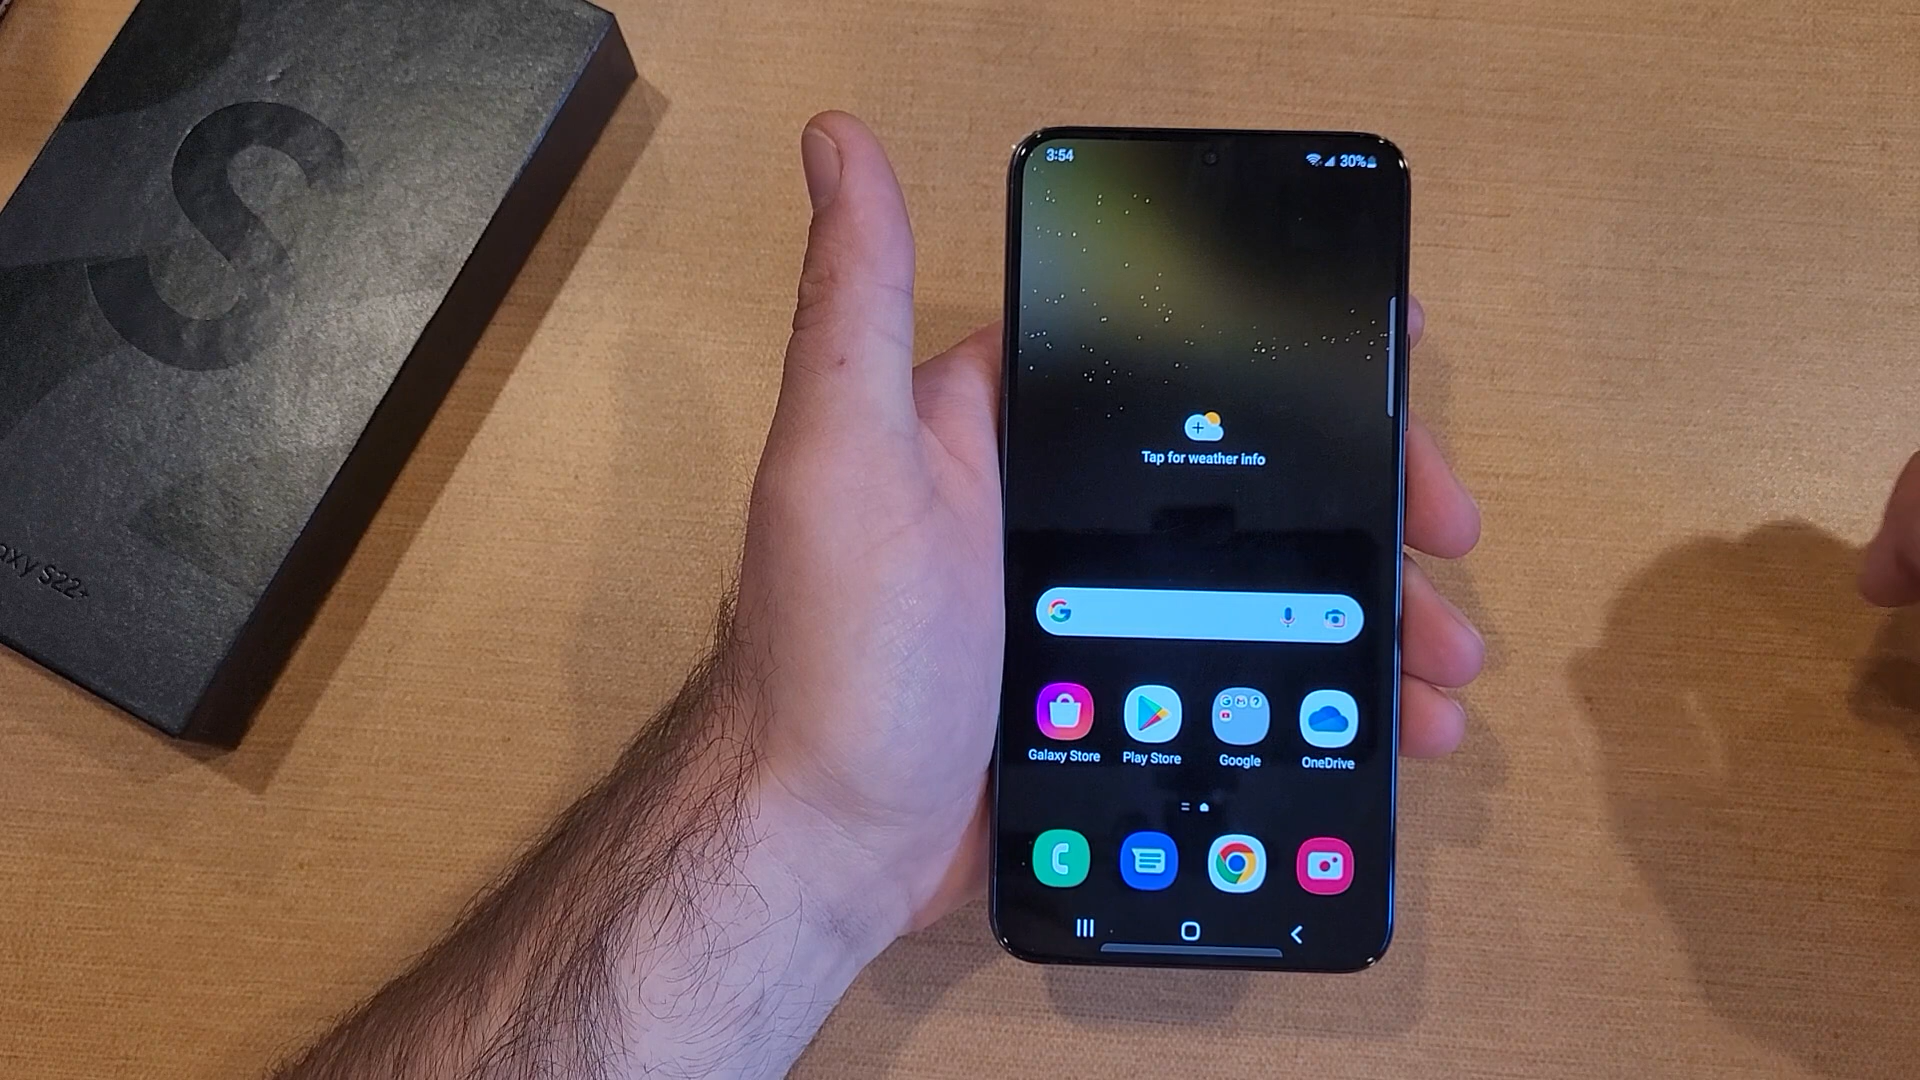 S
axy S22+
3:54
30%
Tap for weather info
Galaxy Store
Play Store
Google
OneDrive